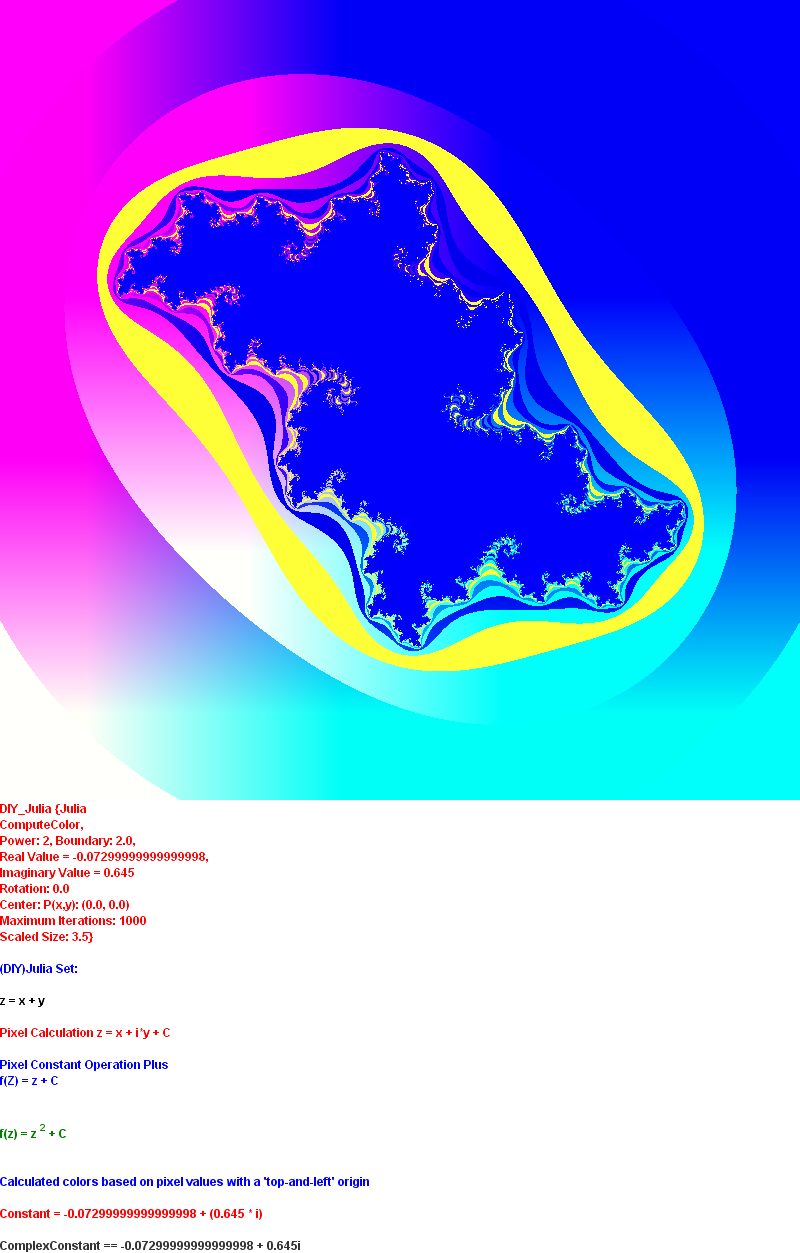 DIY_Julia {Julia
ComputeColor,
Power: 2, Boundary: 2.0,
Real Value = -0.07299999999999998,
Imaginary Value = 0.645
Rotation: 0.0
Center: P(x,y): (0.0, 0.0)
Maximum Iterations: 1000
Scaled Size: 3.5}
(DIY)Julia Set:
z = x + y
Pixel Calculation z = x + i*y + C
Pixel Constant Operation Plus
f(Z) = z + C
f(z) = z 2 + C
Calculated colors based on pixel values with a 'top-and-left' origin
Constant = -0.07299999999999998 + (0.645 * i)
ComplexConstant == -0.07299999999999998 + 0.645i